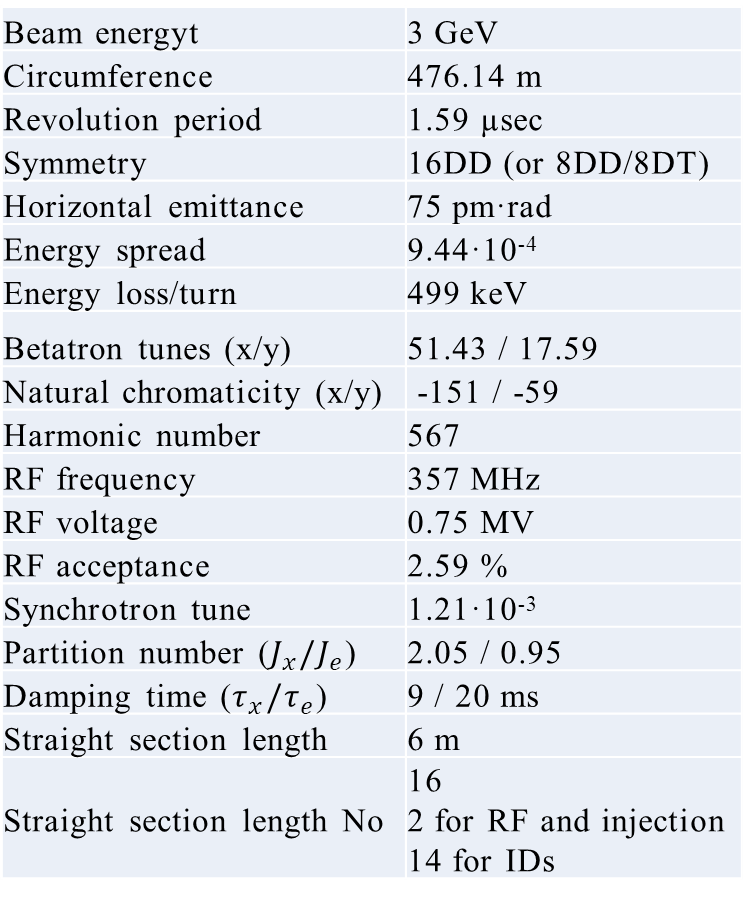 Beam energyt 3 GeV
Circumference 476.14 m
Revolution period 1.59 μsec
Symmetry 16DD (or 8DD/8DT)
Horizontal emittance 75 pm·rad
Energy spread 9.44·10⁻⁴
Energy loss/turn 499 keV
Betatron tunes (x/y) 51.43 / 17.59
Natural chromaticity (x/y) -151 / -59
Harmonic number 567
RF frequency 357 MHz
RF voltage 0.75 MV
RF acceptance 2.59 %
Synchrotron tune 1.21·10⁻³
Partition number (Jₓ/Jₑ) 2.05 / 0.95
Damping time (τₓ/τₑ) 9 / 20 ms
Straight section length 6 m
16
Straight section length No 2 for RF and injection
14 for IDs